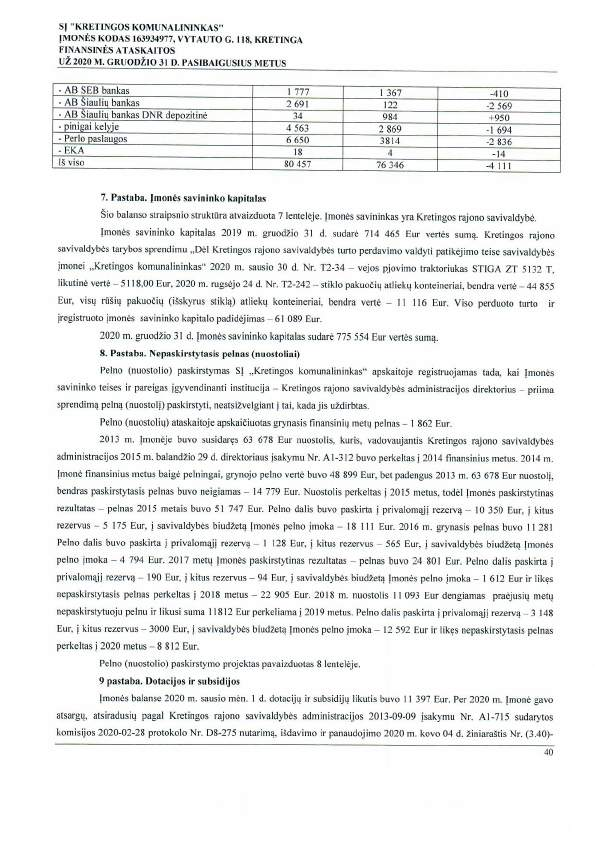 SĮ "KRETINGOS KOMUNALININKAS"
ĮMONĖS KODAS 163934977, VYTAUTO G. 118, KRETINGA
FINANSINĖS ATASKAITOS
UŽ 2020 M. GRUODŽIO 31 D. PASIBAIGUSIUS METUS
- AB SEB bankas 1 777 1 367 -410
- AB Šiaulių bankas 2 691 122 -2 569
- AB Šiaulių bankas DNR depozitinė 34 984 +950
- pinigai kelyje 4 563 2 869 -1 694
- Perlo paslaugos 6 650 3814 -2 836
- EKA 18 4 -14
Iš viso 80 457 76 346 -4 111
7. Pastaba. Įmonės savininko kapitalas
Šio balanso straipsnio struktūra atvaizduota 7 lentelėje. Įmonės savininkas yra Kretingos rajono savivaldybė.
Įmonės savininko kapitalas 2019 m. gruodžio 31 d. sudarė 714 465 Eur vertės sumą. Kretingos rajono
savivaldybės tarybos sprendimu „Dėl Kretingos rajono savivaldybės turto perdavimo valdyti patikėjimo teise savivaldybės
įmonei „Kretingos komunalininkas" 2020 m. sausio 30 d. Nr. T2-34 – vejos pjovimo traktoriukas STIGA ZT 5132 T,
likutinė vertė – 5118,00 Eur, 2020 m. rugsėjo 24 d. Nr. T2-242 – stiklo pakuočių atliekų konteineriai, bendra vertė – 44 855
Eur, visų rūšių pakuočių (išskyrus stiklą) atliekų konteineriai, bendra vertė – 11 116 Eur. Viso perduoto turto ir
įregistruoto įmonės savininko kapitalo padidėjimas – 61 089 Eur.
2020 m. gruodžio 31 d. Įmonės savininko kapitalas sudarė 775 554 Eur vertės sumą.
8. Pastaba. Nepaskirstytasis pelnas (nuostoliai)
Pelno (nuostolio) paskirstymas SĮ „Kretingos komunalininkas" apskaitoje registruojamas tada, kai Įmonės
savininko teises ir pareigas įgyvendinanti institucija – Kretingos rajono savivaldybės administracijos direktorius – priima
sprendimą pelną (nuostolį) paskirstyti, neatsižvelgiant į tai, kada jis uždirbtas.
Pelno (nuostolių) ataskaitoje apskaičiuotas grynasis finansinių metų pelnas – 1 862 Eur.
2013 m. Įmonėje buvo susidaręs 63 678 Eur nuostolis, kuris, vadovaujantis Kretingos rajono savivaldybės
administracijos 2015 m. balandžio 29 d. direktoriaus įsakymu Nr. A1-312 buvo perkeltas į 2014 finansinius metus. 2014 m.
Įmonė finansinius metus baigė pelningai, grynojo pelno vertė buvo 48 899 Eur, bet padengus 2013 m. 63 678 Eur nuostolį,
bendras paskirstytasis pelnas buvo neigiamas – 14 779 Eur. Nuostolis perkeltas į 2015 metus, todėl Įmonės paskirstytinas
rezultatas – pelnas 2015 metais buvo 51 747 Eur. Pelno dalis buvo paskirta į privalomąjį rezervą – 10 350 Eur, į kitus
rezervus – 5 175 Eur, į savivaldybės biudžetą Įmonės pelno įmoka – 18 111 Eur. 2016 m. grynasis pelnas buvo 11 281
Pelno dalis buvo paskirta į privalomąjį rezervą – 1 128 Eur, į kitus rezervus – 565 Eur, į savivaldybės biudžetą Įmonės
pelno įmoka – 4 794 Eur. 2017 metų Įmonės paskirstytinas rezultatas – pelnas buvo 24 801 Eur. Pelno dalis paskirta į
privalomąjį rezervą – 190 Eur, į kitus rezervus – 94 Eur, į savivaldybės biudžetą Įmonės pelno įmoka – 1 612 Eur ir likęs
nepaskirstytasis pelnas perkeltas į 2018 metus – 22 905 Eur. 2018 m. nuostolis 11 093 Eur dengiamas praėjusių metų
nepaskirstytuoju pelnu ir likusi suma 11812 Eur perkeliama į 2019 metus. Pelno dalis paskirta į privalomąjį rezervą – 3 148
Eur, į kitus rezervus – 3000 Eur, į savivaldybės biudžetą Įmonės pelno įmoka – 12 592 Eur ir likęs nepaskirstytasis pelnas
perkeltas į 2020 metus – 8 812 Eur.
Pelno (nuostolio) paskirstymo projektas pavaizduotas 8 lentelėje.
9 pastaba. Dotacijos ir subsidijos
Įmonės balanse 2020 m. sausio mėn. 1 d. dotacijų ir subsidijų likutis buvo 11 397 Eur. Per 2020 m. Įmonė gavo
atsargų, atsiradusių pagal Kretingos rajono savivaldybės administracijos 2013-09-09 įsakymu Nr. A1-715 sudarytos
komisijos 2020-02-28 protokolo Nr. D8-275 nutarimą, išdavimo ir panaudojimo 2020 m. kovo 04 d. žiniaraštis Nr. (3.40)-
40